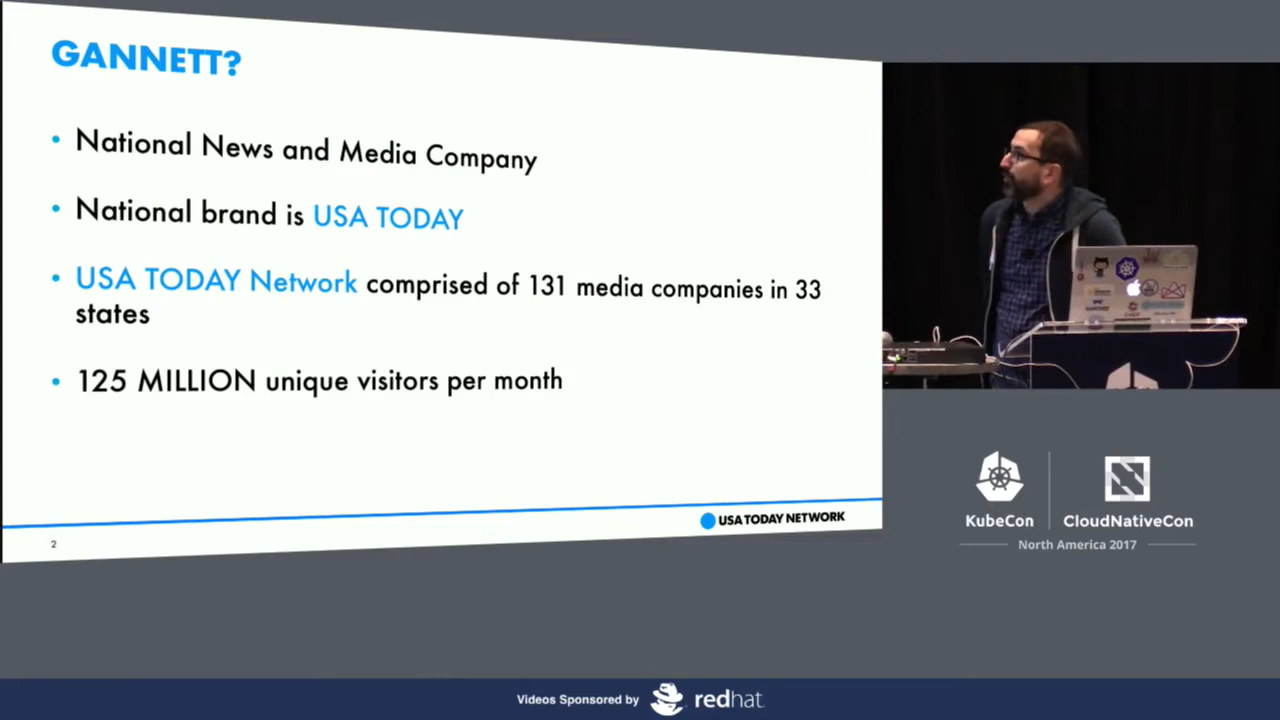 GANNETT?
• National News and Media Company
• National brand is USA TODAY
• USA TODAY Network comprised of 131 media companies in 33
states
• 125 MILLION unique visitors per month
USA TODAY NETWORK
2
KubeCon
CloudNativeCon
North America 2017
Videos Sponsored by
redhat.